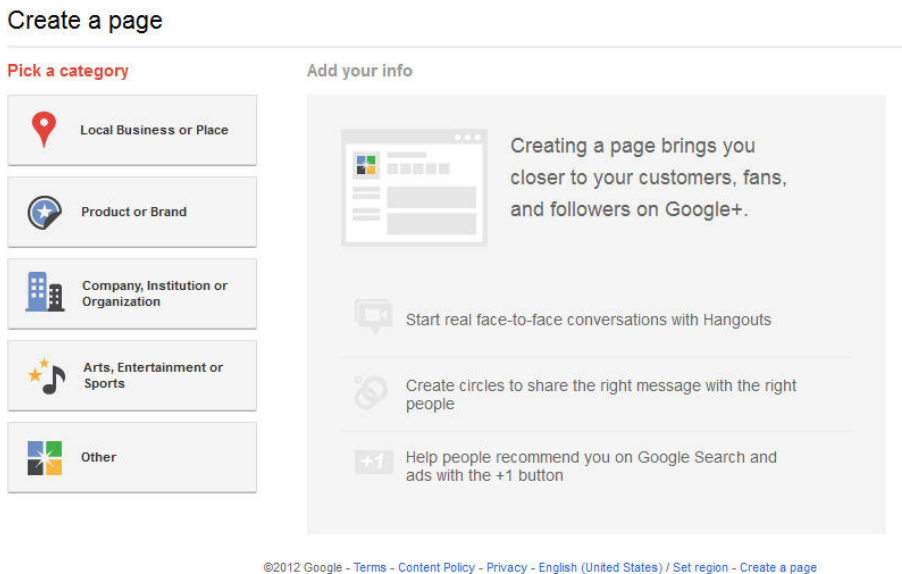 Create a page
Pick a category
Local Business or Place
Product or Brand
Company, Institution or
Organization
Arts, Entertainment or
Sports
Other
Add your info
Creating a page brings you
closer to your customers, fans,
and followers on Google+.
Start real face-to-face conversations with Hangouts
Create circles to share the right message with the right
people
+1
Help people recommend you on Google Search and
ads with the +1 button
©2012 Google - Terms - Content Policy - Privacy - English (United States) / Set region - Create a page